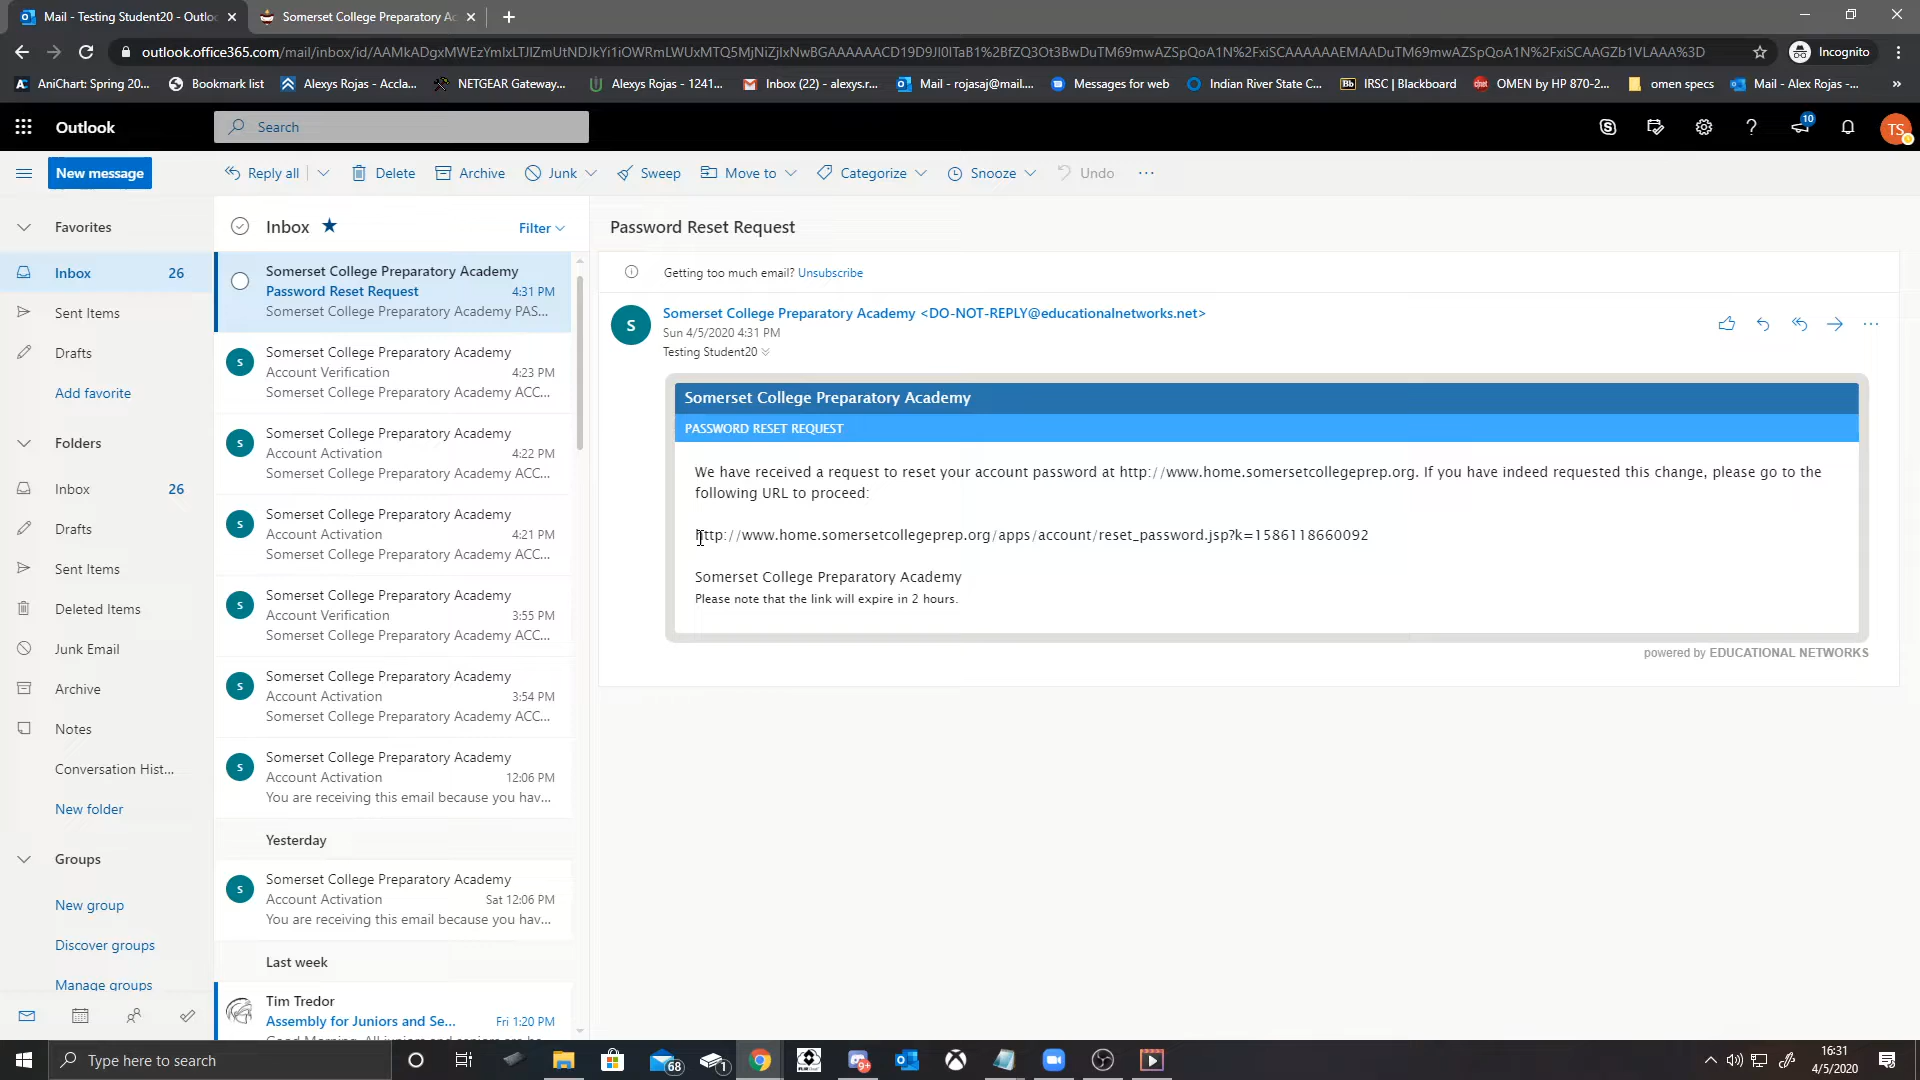 Mail - Testing Student20 - Outlo
Somerset College Preparatory Ac
outlook.office365.com/mail/inbox/id/AAMkADgxMWEzYmIxLTJlZmUtNDJkYi1iOWRmLWUxMTQ5MjNiZjIxNwBGAAAAAACD19D9JI0ITaB1%2BfZQ3Ot3BwDuTM69mwAZSpQoA1N%2FxiSCAAAAAAEMAADuTM69mwAZSpQoA1N%2FxiSCAAGZb1VLAAA%3D
Incognito
AniChart: Spring 20...
Bookmark list
Alexys Rojas - Accla...
NETGEAR Gateway...
Alexys Rojas - 1241...
Inbox (22) - alexys.r...
Mail - rojasaj@mail....
Messages for web
Indian River State C...
IRSC | Blackboard
OMEN by HP 870-2...
omen specs
Mail - Alex Rojas -...
Outlook
Search
10
TS
New message
Reply all
Delete
Archive
Junk
Sweep
Move to
Categorize
Snooze
Undo
Favorites
Inbox 26
Sent Items
Drafts
Add favorite
Folders
Inbox 26
Drafts
Sent Items
Deleted Items
Junk Email
Archive
Notes
Conversation Hist...
New folder
Groups
New group
Discover groups
Manage groups
Inbox
Filter
Somerset College Preparatory Academy
Password Reset Request 4:31 PM
Somerset College Preparatory Academy PAS...
S
Somerset College Preparatory Academy
Account Verification 4:23 PM
Somerset College Preparatory Academy ACC...
S
Somerset College Preparatory Academy
Account Activation 4:22 PM
Somerset College Preparatory Academy ACC...
S
Somerset College Preparatory Academy
Account Activation 4:21 PM
Somerset College Preparatory Academy ACC...
S
Somerset College Preparatory Academy
Account Verification 3:55 PM
Somerset College Preparatory Academy ACC...
S
Somerset College Preparatory Academy
Account Activation 3:54 PM
Somerset College Preparatory Academy ACC...
S
Somerset College Preparatory Academy
Account Activation 12:06 PM
You are receiving this email because you hav...
Yesterday
S
Somerset College Preparatory Academy
Account Activation Sat 12:06 PM
You are receiving this email because you hav...
Last week
Tim Tredor
Assembly for Juniors and Se... Fri 1:20 PM
Password Reset Request
Getting too much email? Unsubscribe
S
Somerset College Preparatory Academy <DO-NOT-REPLY@educationalnetworks.net>
Sun 4/5/2020 4:31 PM
Testing Student20
Somerset College Preparatory Academy
PASSWORD RESET REQUEST
We have received a request to reset your account password at http://www.home.somersetcollegeprep.org. If you have indeed requested this change, please go to the
following URL to proceed:
http://www.home.somersetcollegeprep.org/apps/account/reset_password.jsp?k=1586118660092
Somerset College Preparatory Academy
Please note that the link will expire in 2 hours.
powered by EDUCATIONAL NETWORKS
Type here to search
68
1
9+
16:31
4/5/2020